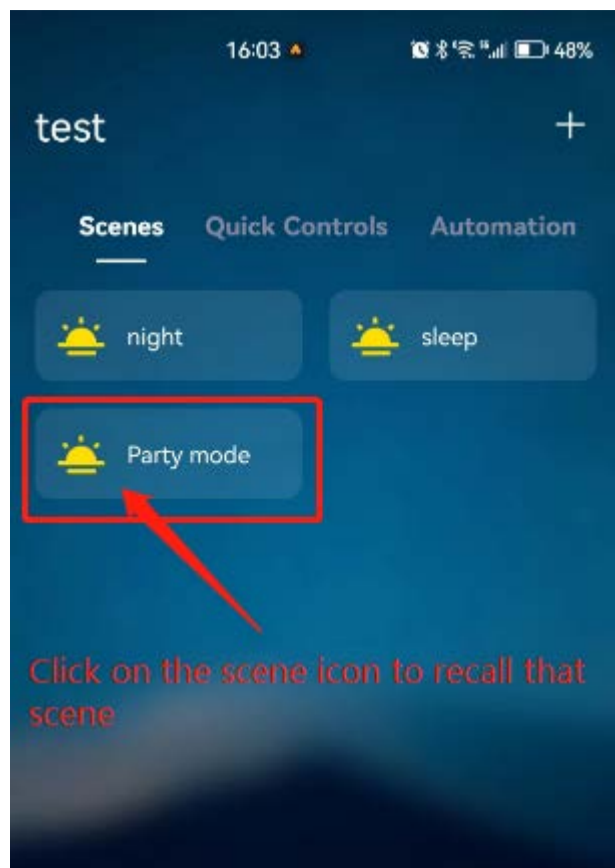 16:03
48%
test
Scenes Quick Controls Automation
night sleep
Party mode
Click on the scene icon to recall that
scene